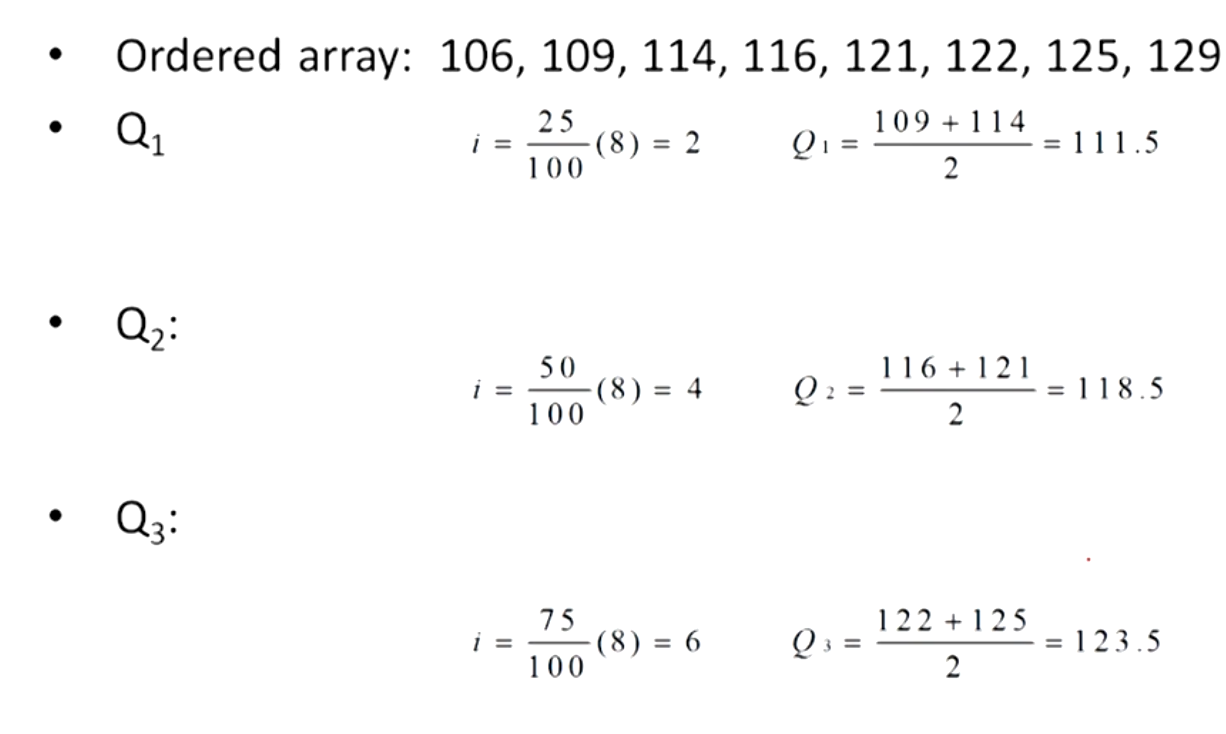 • Ordered array: 106, 109, 114, 116, 121, 122, 125, 129
• Q₁ i = 25/100 (8) = 2 Q₁ = (109 + 114)/2 = 111.5
• Q₂:
i = 50/100 (8) = 4 Q₂ = (116 + 121)/2 = 118.5
• Q₃:
i = 75/100 (8) = 6 Q₃ = (122 + 125)/2 = 123.5